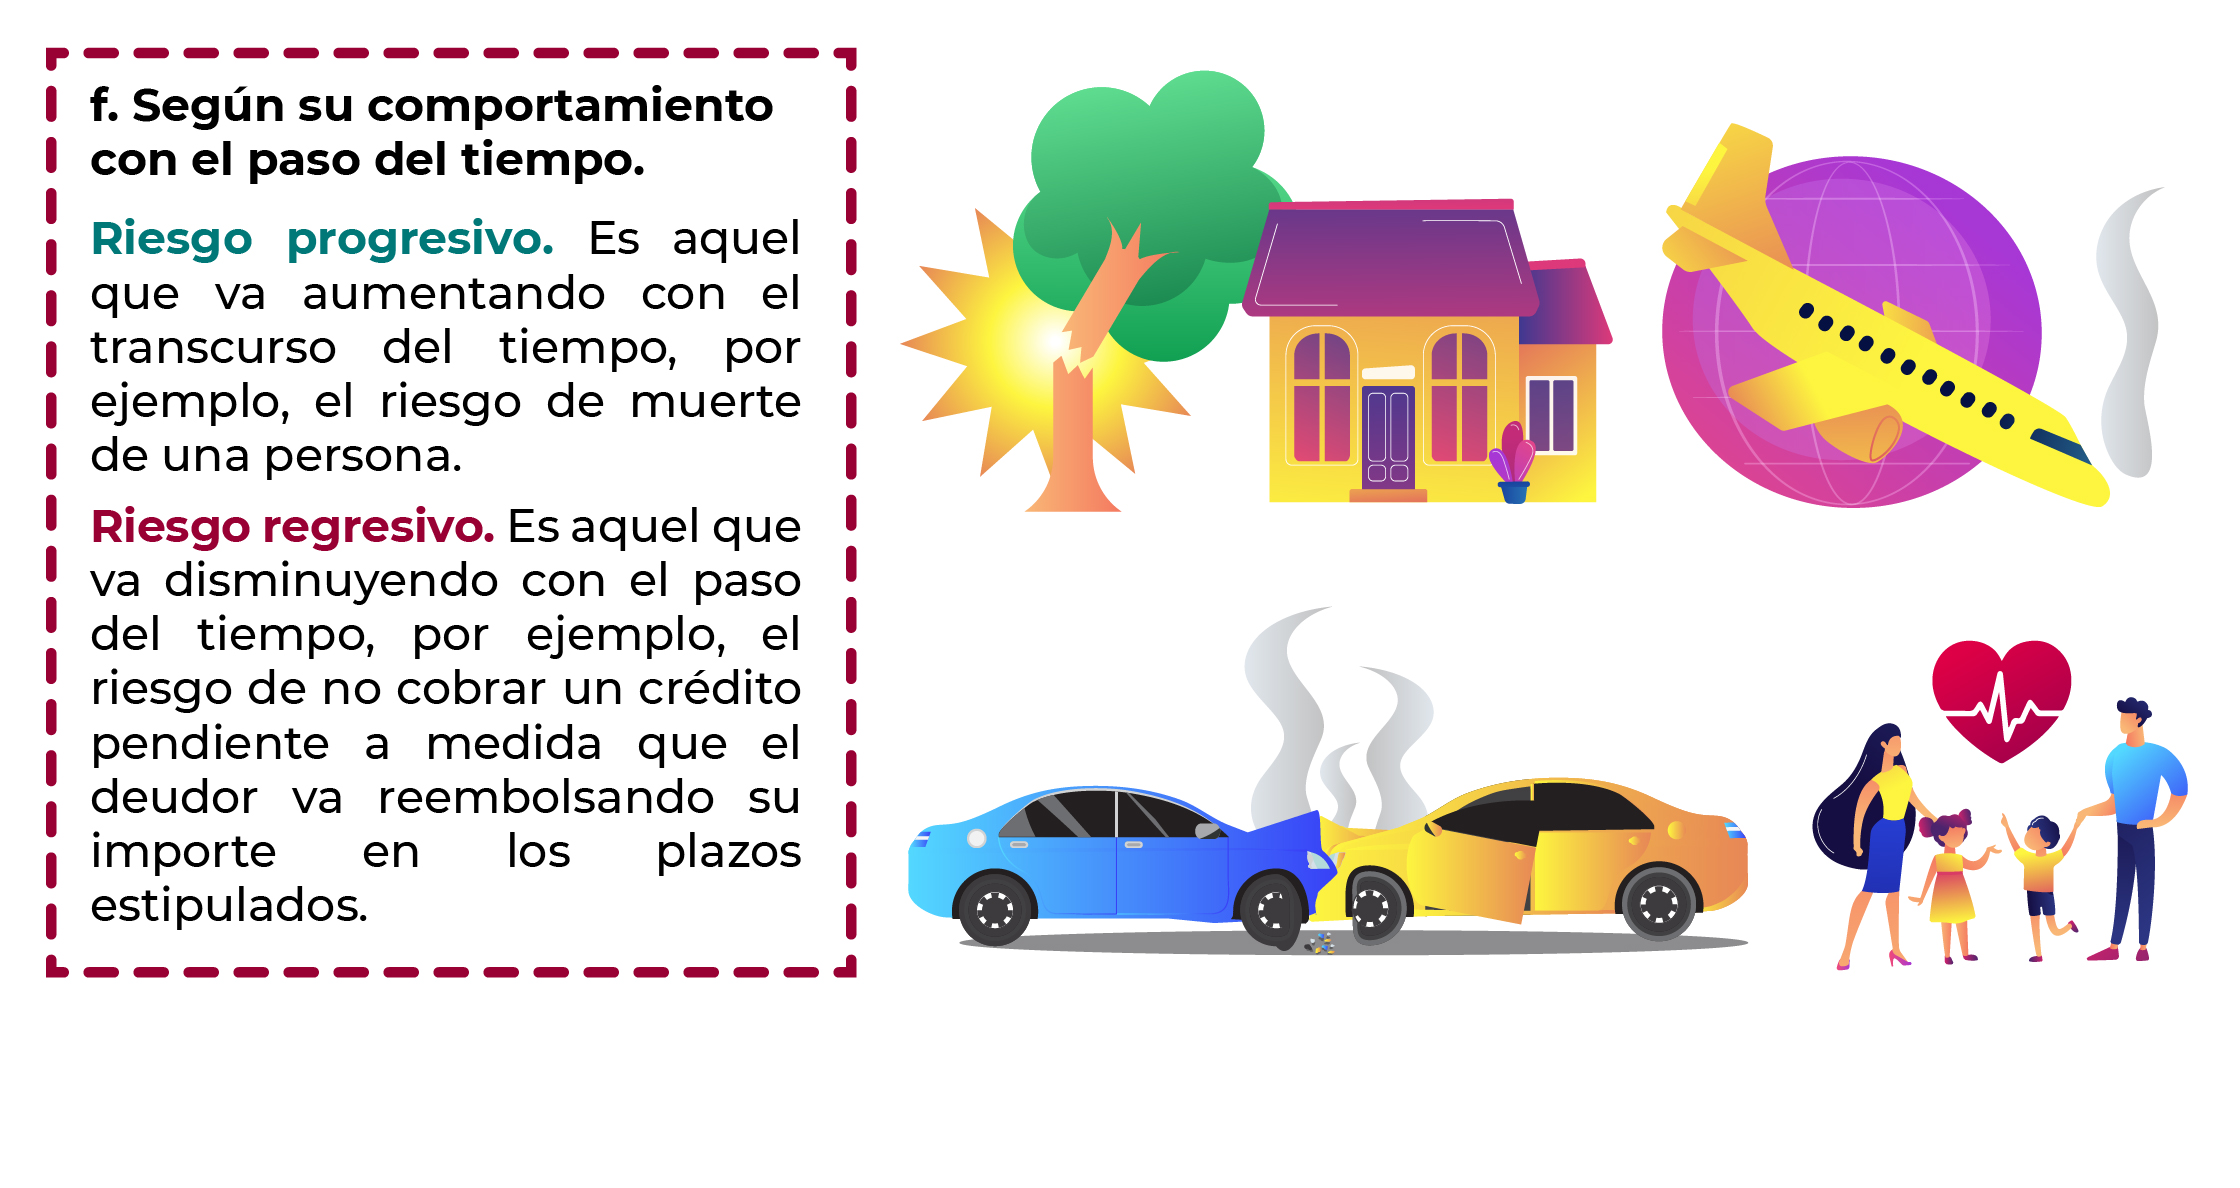 f. Según su comportamiento
con el paso del tiempo.
Riesgo progresivo. Es aquel
que va aumentando con el
transcurso del tiempo, por
ejemplo, el riesgo de muerte
de una persona.
Riesgo regresivo. Es aquel que
va disminuyendo con el paso
del tiempo, por ejemplo, el
riesgo de no cobrar un crédito
pendiente a medida que el
deudor va reembolsando su
importe en los plazos
estipulados.